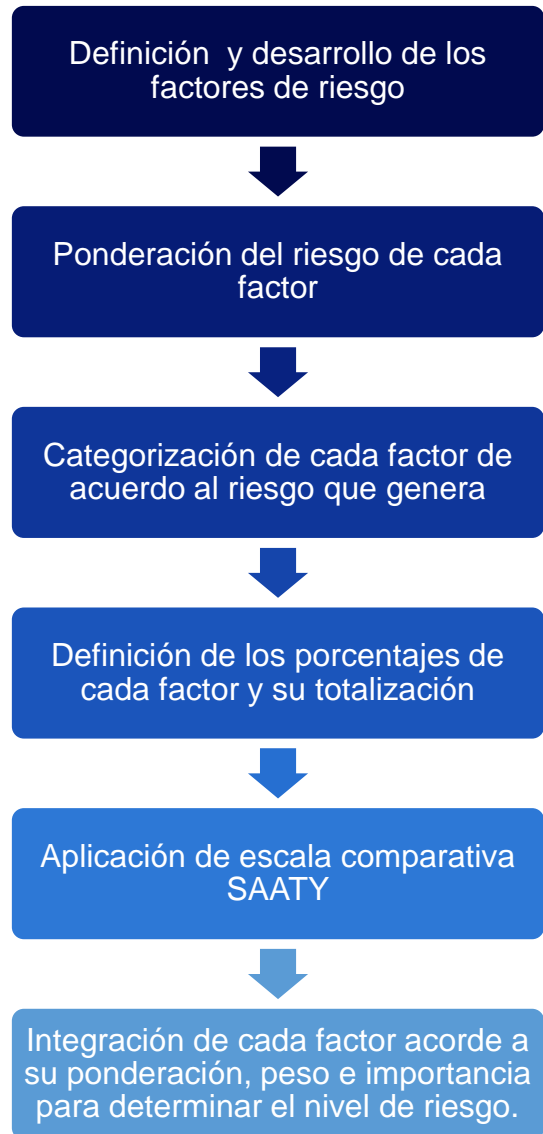 Definición y desarrollo de los
factores de riesgo
Ponderación del riesgo de cada
factor
Categorización de cada factor de
acuerdo al riesgo que genera
Definición de los porcentajes de
cada factor y su totalización
Aplicación de escala comparativa
SAATY
Integración de cada factor acorde a
su ponderación, peso e importancia
para determinar el nivel de riesgo.